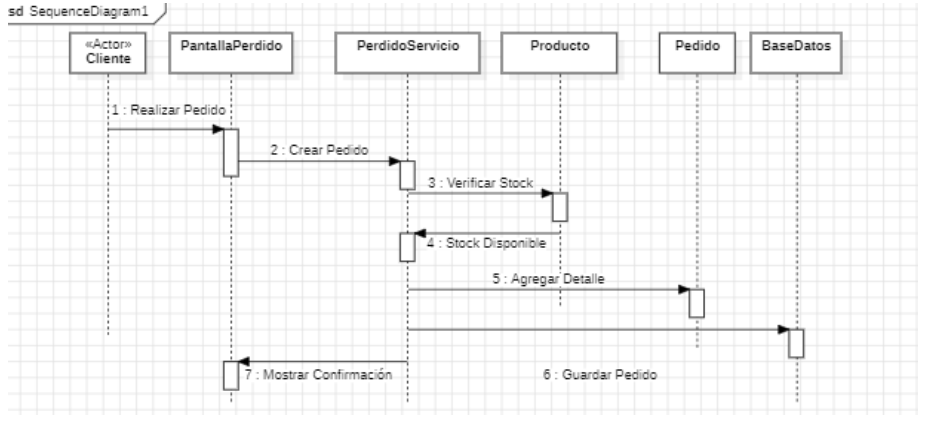 sd SequenceDiagram1
«Actor»
Cliente
PantallaPerdido
PerdidoServicio
Producto
Pedido
BaseDatos
1 : Realizar Pedido
2 : Crear Pedido
3 : Verificar Stock
4 : Stock Disponible
5 : Agregar Detalle
7 : Mostrar Confirmación
6 : Guardar Pedido